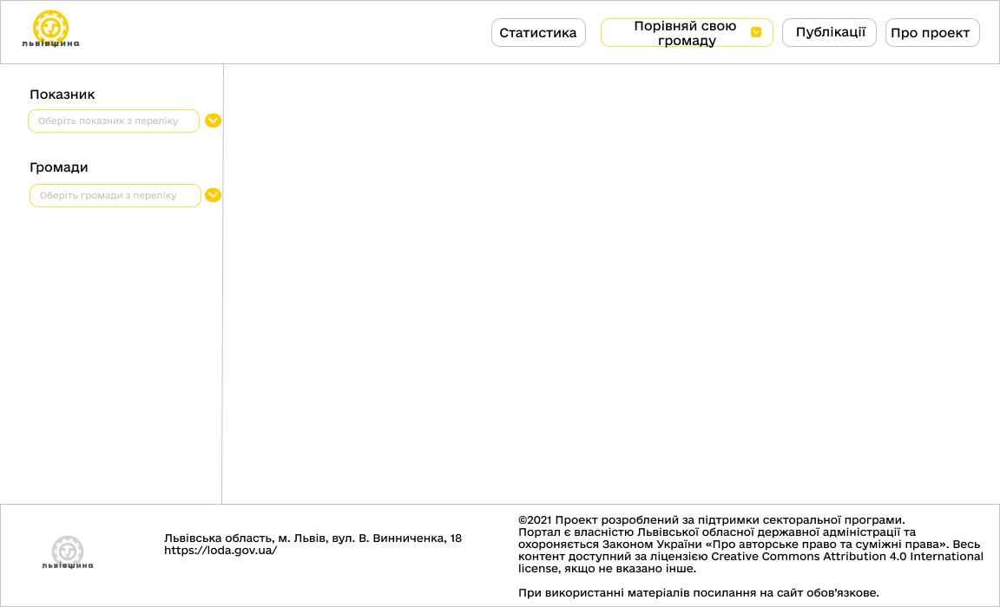 львівщина
Статистика
Порівняй свою
громаду
Публікації
Про проект
Показник
Оберіть показник з переліку
Громади
Оберіть громади з переліку
львівщина
Львівська область, м. Львів, вул. В. Винниченка, 18
https://loda.gov.ua/
©2021 Проект розроблений за підтримки секторальної програми.
Портал є власністю Львівської обласної державної адміністрації та
охороняється Законом України «Про авторське право та суміжні права». Весь
контент доступний за ліцензією Creative Commons Attribution 4.0 International
license, якщо не вказано інше.
При використанні матеріалів посилання на сайт обов’язкове.